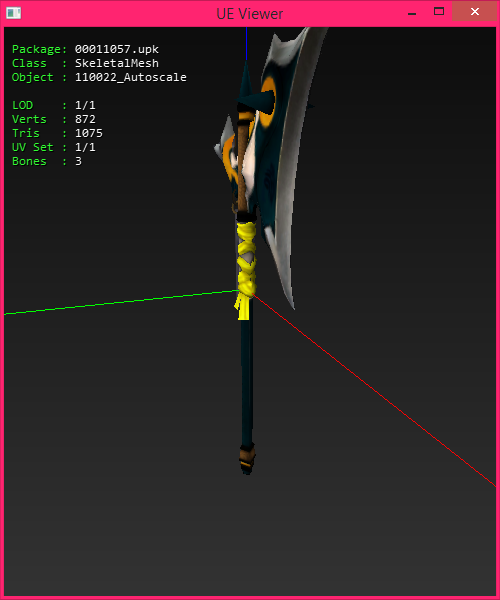 UE Viewer
Package: 00011057.upk
Class  : SkeletalMesh
Object : 110022_Autoscale
LOD    : 1/1
Verts  : 872
Tris   : 1075
UV Set : 1/1
Bones  : 3